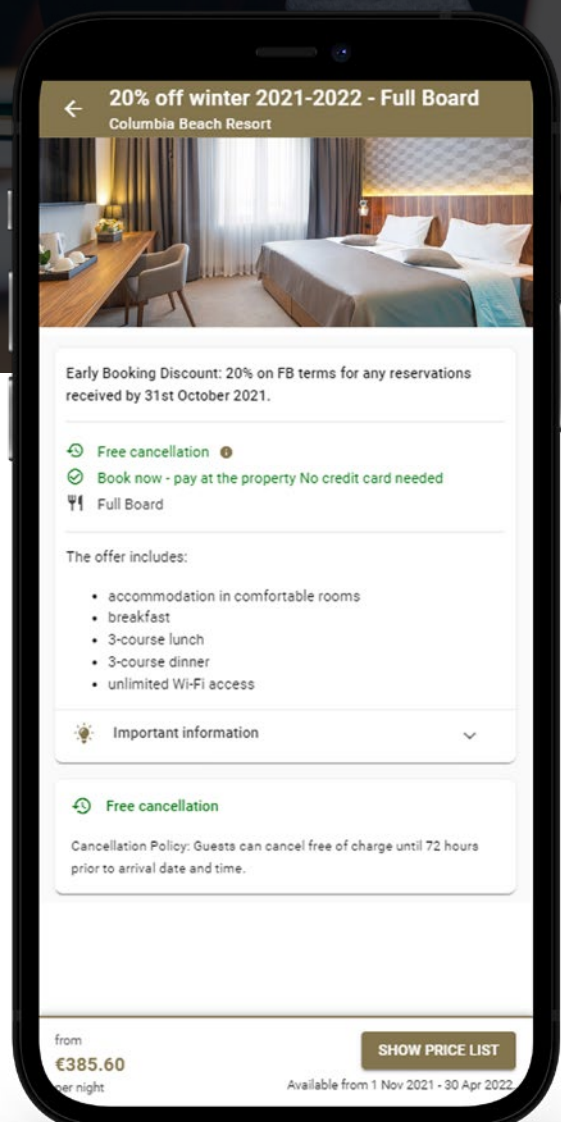 20% off winter 2021-2022 - Full Board
Columbia Beach Resort
Early Booking Discount: 20% on FB terms for any reservations
received by 31st October 2021.
Free cancellation
Book now - pay at the property No credit card needed
Full Board
The offer includes:
• accommodation in comfortable rooms
• breakfast
• 3-course lunch
• 3-course dinner
• unlimited Wi-Fi access
Important information
Free cancellation
Cancellation Policy: Guests can cancel free of charge until 72 hours
prior to arrival date and time.
from
€385.60
per night
SHOW PRICE LIST
Available from 1 Nov 2021 - 30 Apr 2022